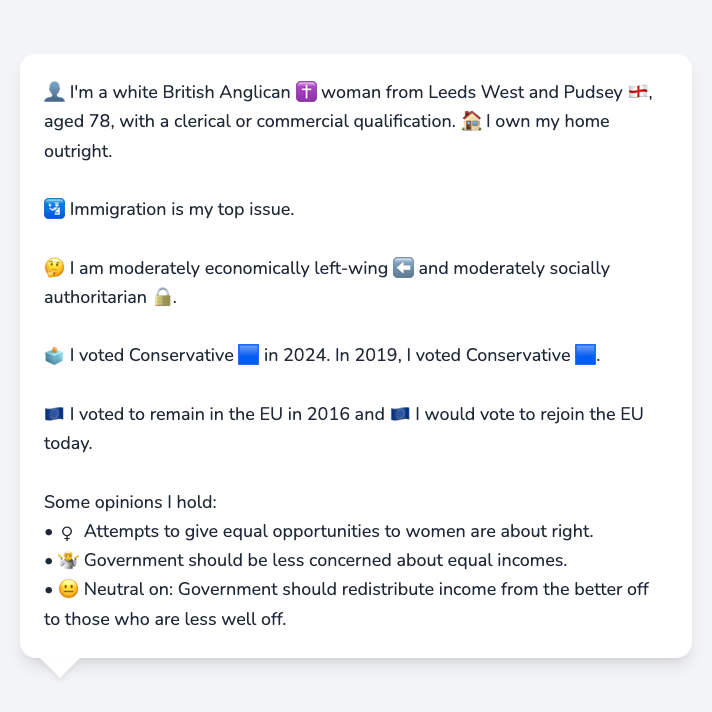 👤 I'm a white British Anglican ✝️ woman from Leeds West and Pudsey 🏴󠁧󠁢󠁥󠁮󠁧󠁿,
aged 78, with a clerical or commercial qualification. 🏠 I own my home
outright.
🛂 Immigration is my top issue.
🤔 I am moderately economically left-wing ⬅️ and moderately socially
authoritarian 🔒.
🗳️ I voted Conservative 🟦 in 2024. In 2019, I voted Conservative 🟦.
🇪🇺 I voted to remain in the EU in 2016 and 🇪🇺 I would vote to rejoin the EU
today.
Some opinions I hold:
• ♀ Attempts to give equal opportunities to women are about right.
• 🤷 Government should be less concerned about equal incomes.
• 😐 Neutral on: Government should redistribute income from the better off
to those who are less well off.